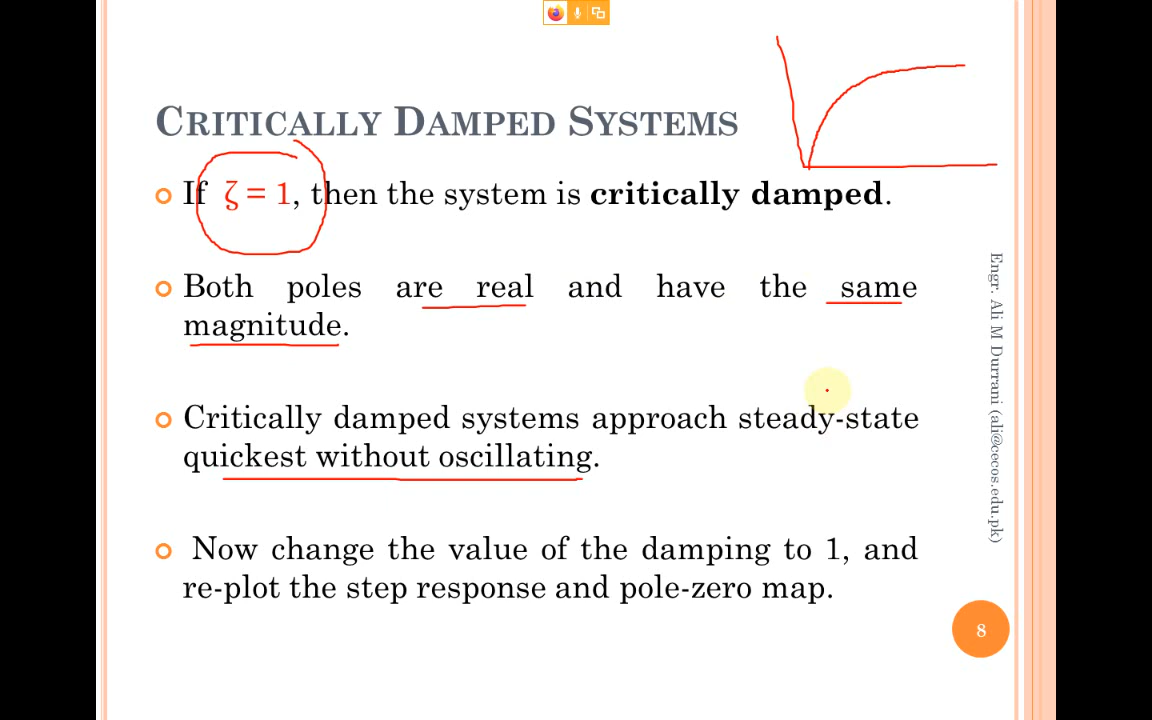 CRITICALLY DAMPED SYSTEMS
If ζ = 1, then the system is critically damped.
Both poles are real and have the same
magnitude.
Critically damped systems approach steady-state
quickest without oscillating.
Now change the value of the damping to 1, and
re-plot the step response and pole-zero map.
Engr. Ali M Durrani (ali@cecos.edu.pk)
8